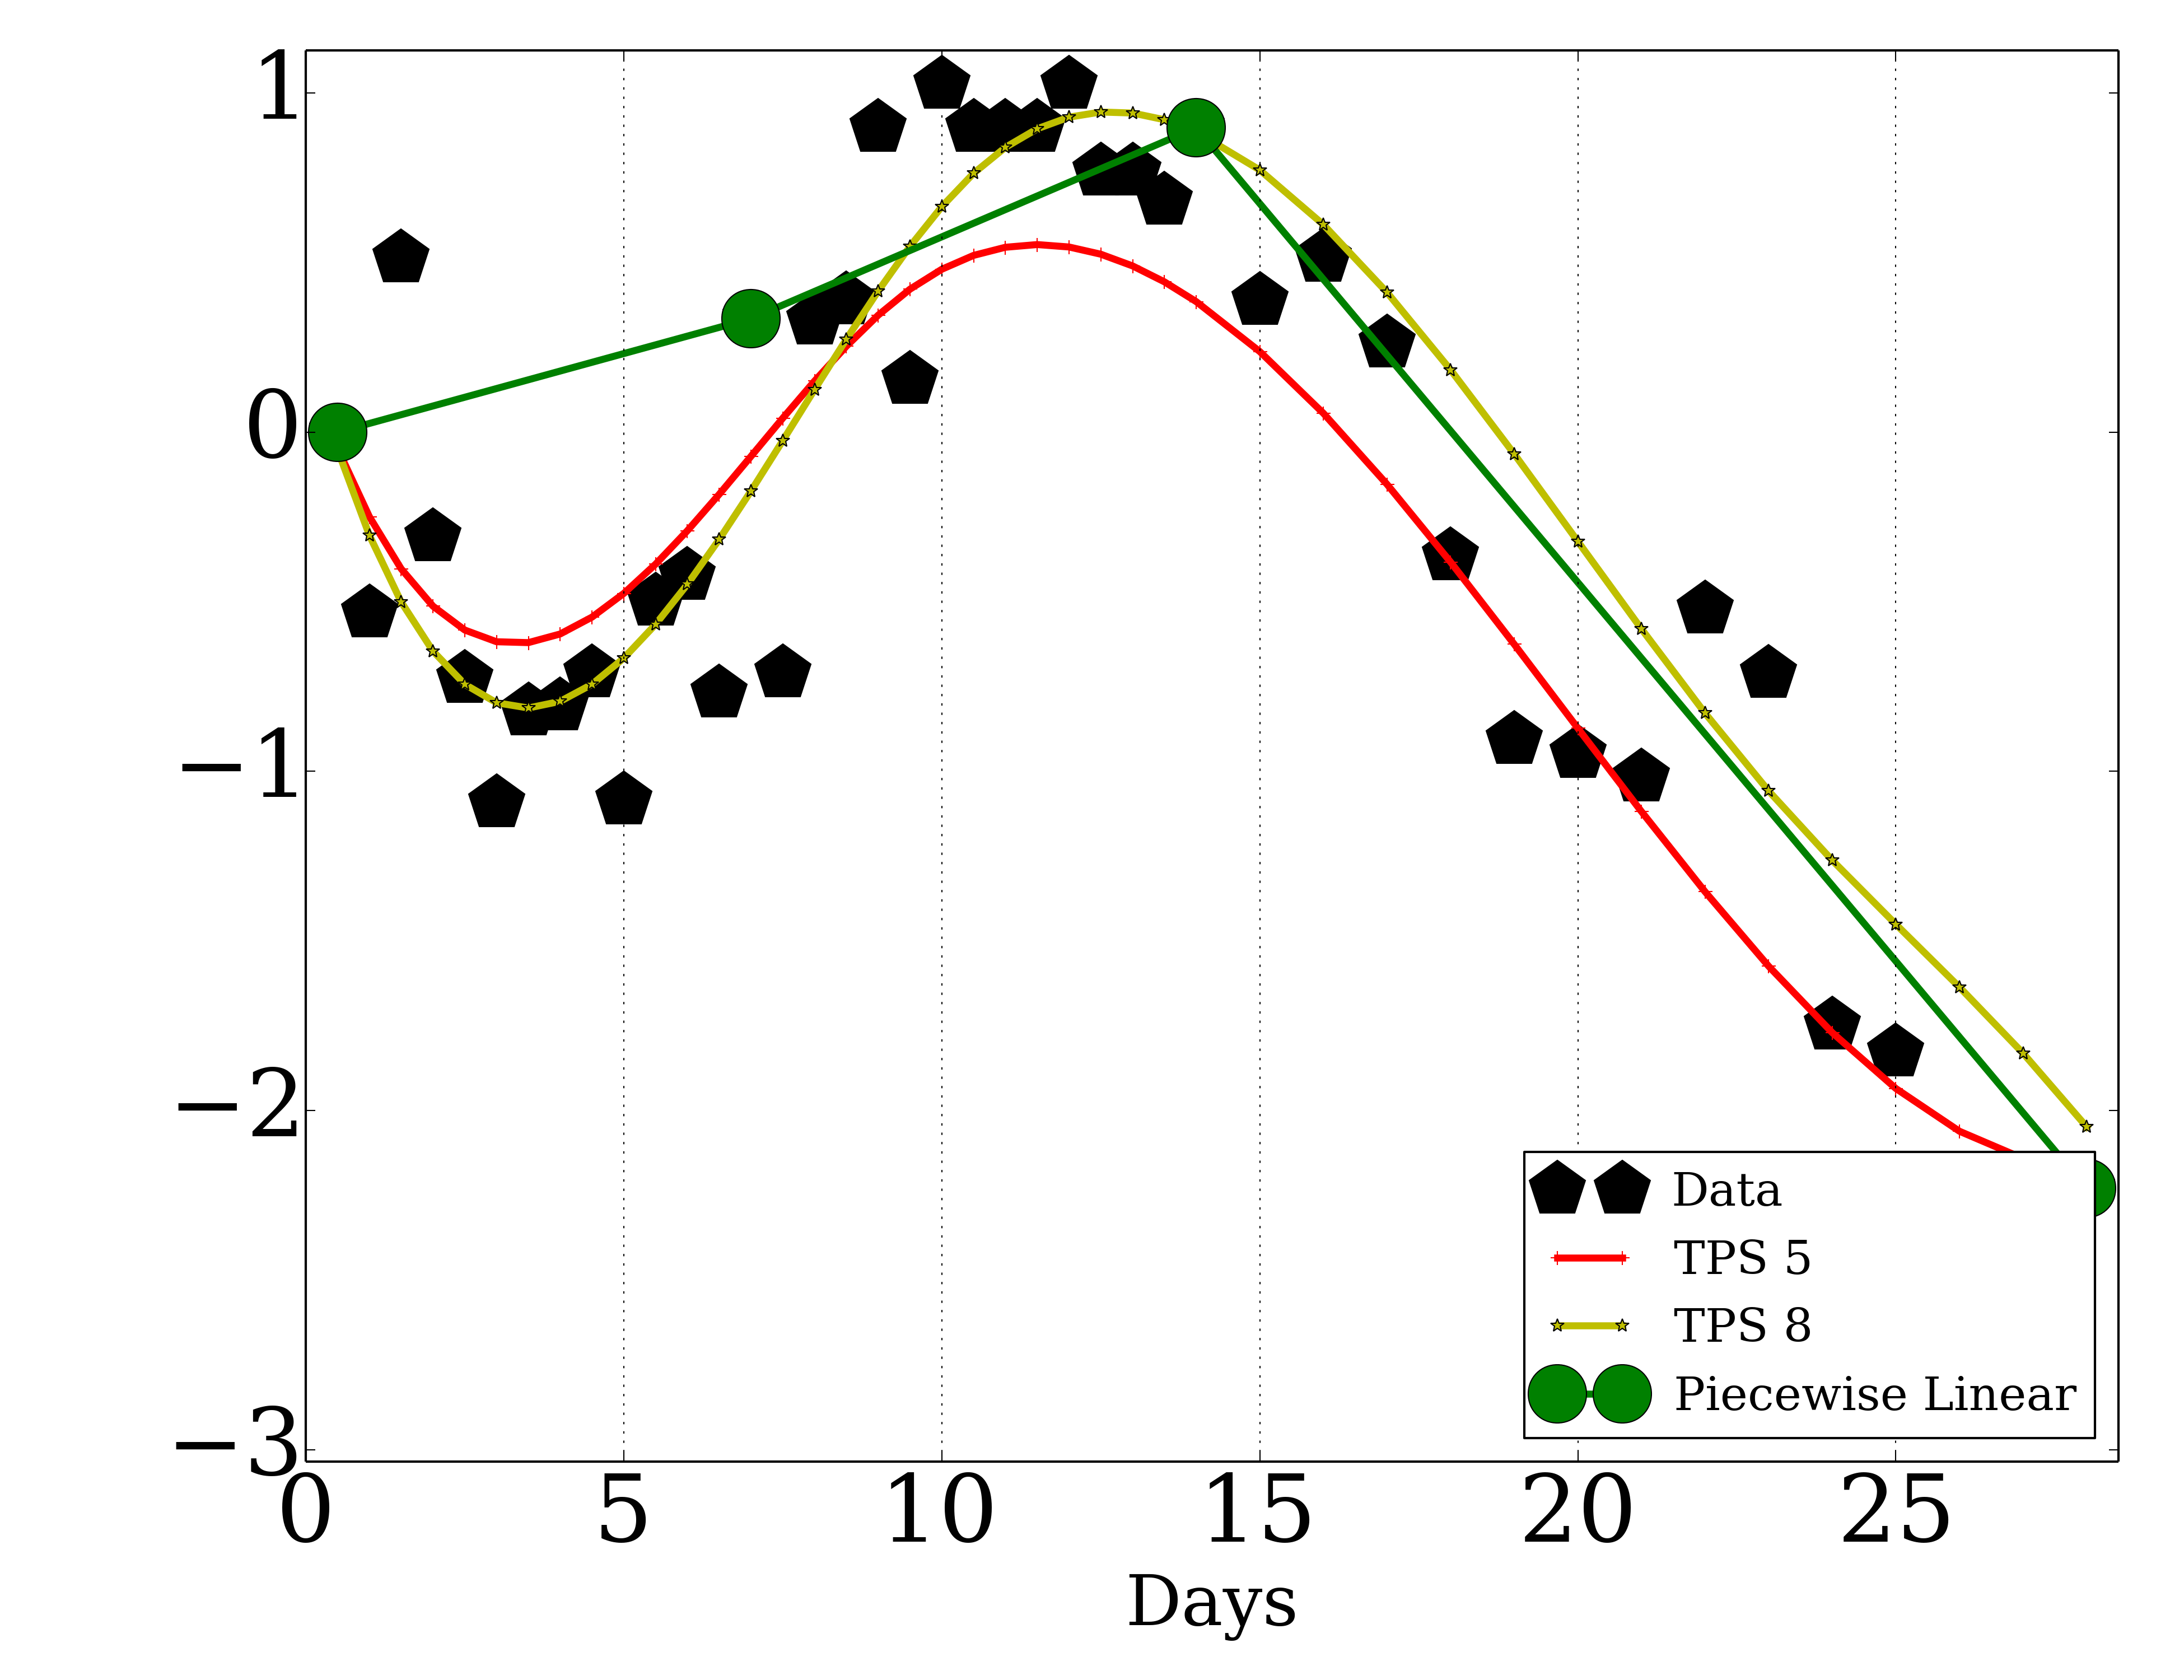 1
0
−1
−2
−3
0 5 10 15 20 25
Days
Data
TPS 5
TPS 8
Piecewise Linear